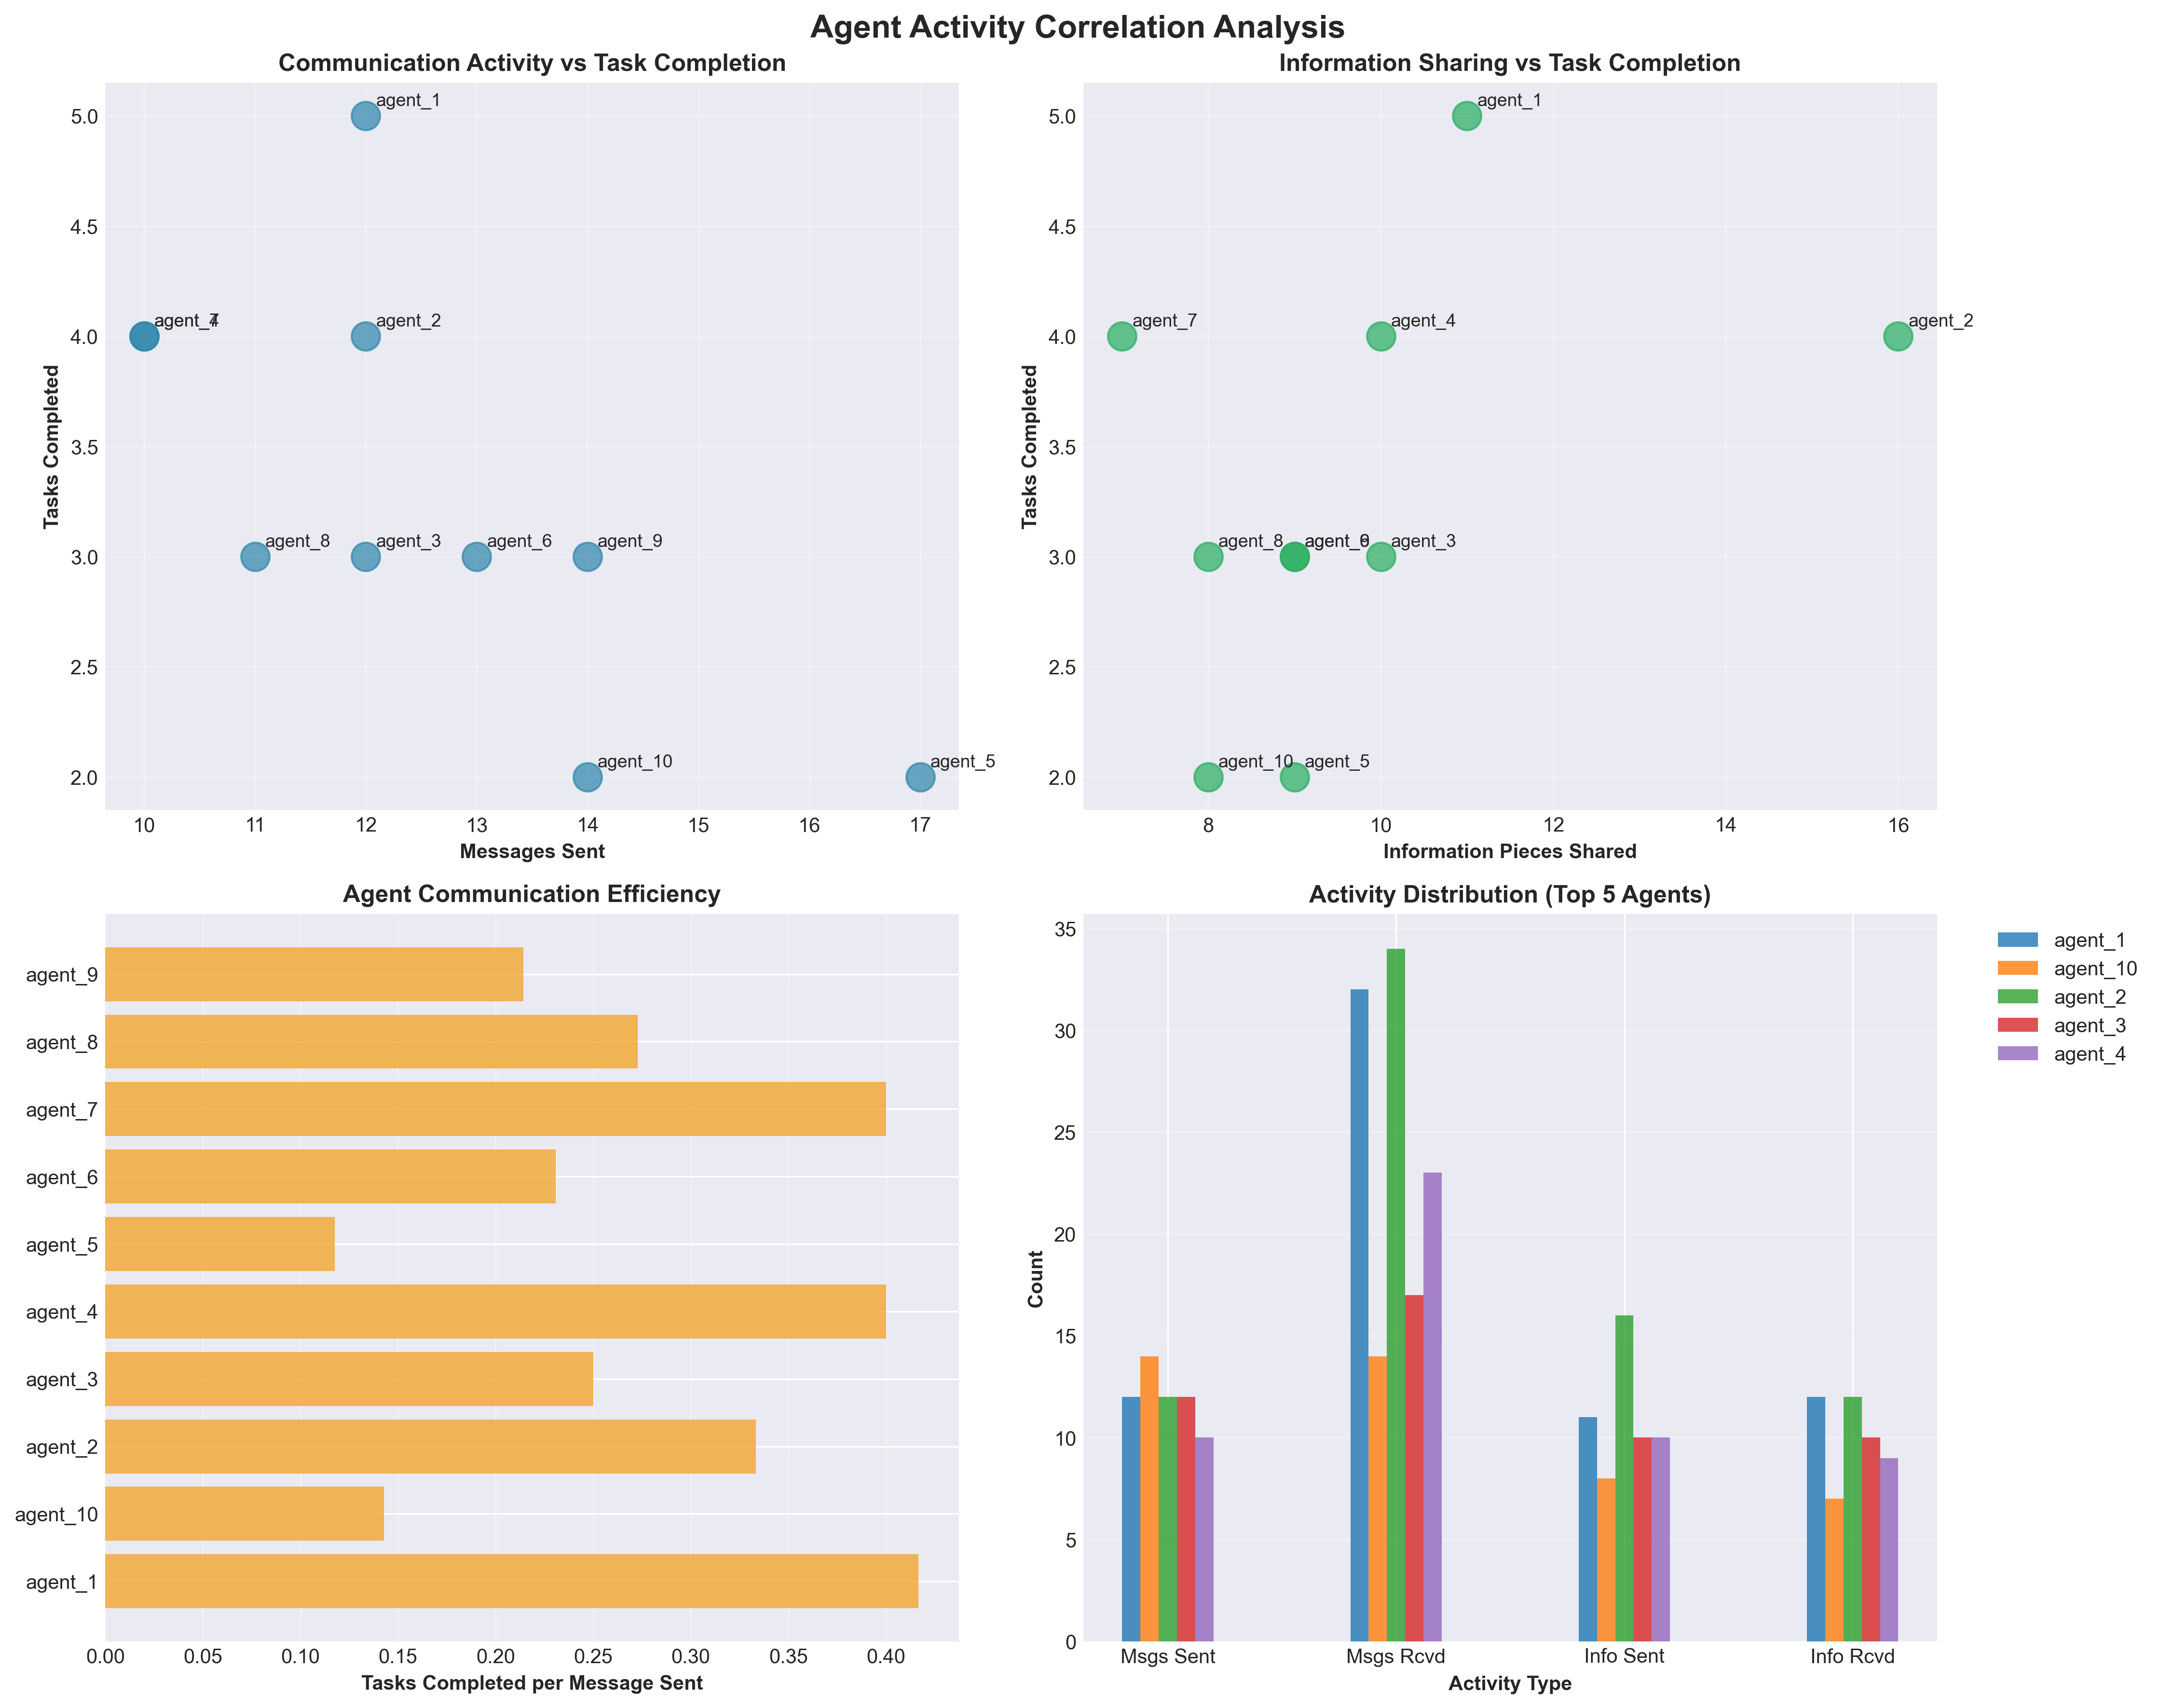 Agent Activity Correlation Analysis
Communication Activity vs Task Completion
Tasks Completed
5.0
4.5
4.0
3.5
3.0
2.5
2.0
agent_1
agent_7
agent_4
agent_2
agent_8
agent_3
agent_6
agent_9
agent_10
agent_5
10 11 12 13 14 15 16 17
Messages Sent
Information Sharing vs Task Completion
Tasks Completed
5.0
4.5
4.0
3.5
3.0
2.5
2.0
agent_1
agent_7
agent_4
agent_2
agent_8
agent_6
agent_9
agent_3
agent_10
agent_5
8 10 12 14 16
Information Pieces Shared
Agent Communication Efficiency
agent_9
agent_8
agent_7
agent_6
agent_5
agent_4
agent_3
agent_2
agent_10
agent_1
0.00 0.05 0.10 0.15 0.20 0.25 0.30 0.35 0.40
Tasks Completed per Message Sent
Activity Distribution (Top 5 Agents)
Count
35
30
25
20
15
10
5
0
Msgs Sent Msgs Rcvd Info Sent Info Rcvd
Activity Type
agent_1
agent_10
agent_2
agent_3
agent_4